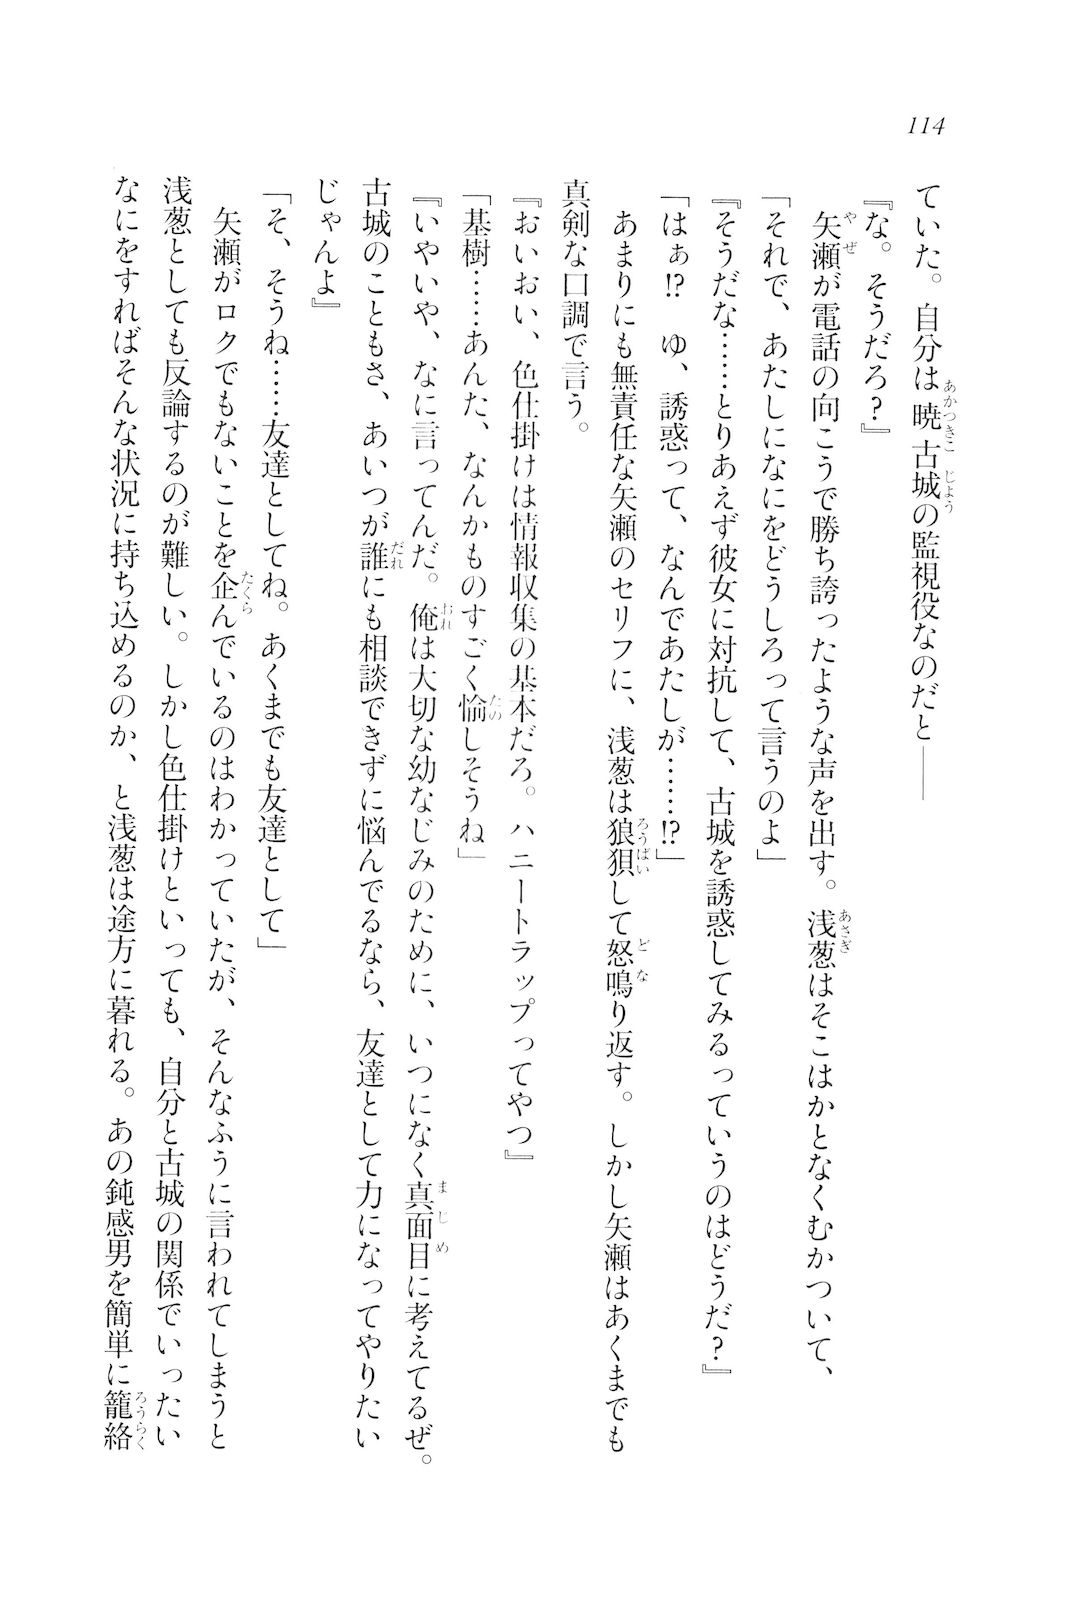 114
ていた。自分は暁古城の監視役なのだと――
『な。そうだろ？』
　矢瀬が電話の向こうで勝ち誇ったような声を出す。浅葱はそこはかとなくむかついて、
「それで、あたしになにをどうしろって言うのよ」
『そうだな……とりあえず彼女に対抗して、古城を誘惑してみるっていうのはどうだ？』
「はぁ!?　ゆ、誘惑って、なんであたしが……!?」
　あまりにも無責任な矢瀬のセリフに、浅葱は狼狽して怒鳴り返す。しかし矢瀬はあくまでも
真剣な口調で言う。
『おいおい、色仕掛けは情報収集の基本だろ。ハニートラップってやつ』
「基樹……あんた、なんかものすごく愉しそうね」
『いやいや、なに言ってんだ。俺は大切な幼なじみのために、いつになく真面目に考えてるぜ。
古城のこともさ、あいつが誰にも相談できずに悩んでるなら、友達として力になってやりたい
じゃんよ』
「そ、そうね……友達としてね。あくまでも友達として」
　矢瀬がロクでもないことを企んでいるのはわかっていたが、そんなふうに言われてしまうと
浅葱としても反論するのが難しい。しかし色仕掛けといっても、自分と古城の関係でいったい
なにをすればそんな状況に持ち込めるのか、と浅葱は途方に暮れる。あの鈍感男を簡単に籠絡